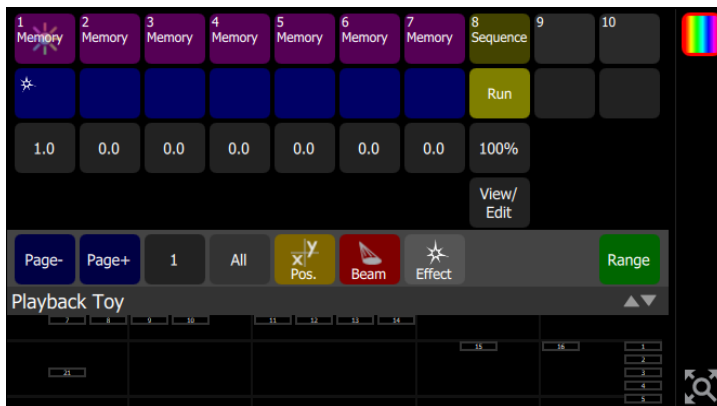 1 2 3 4 5 6 7 8 9 10
Memory Memory Memory Memory Memory Memory Memory Sequence
Run
1.0 0.0 0.0 0.0 0.0 0.0 0.0 100%
View/
Edit
Page- Page+ 1 All x y Pos. Beam Effect Range
Playback Toy
7 8 9 10 11 12 13 14
15 16 1
2
21 3
4
5